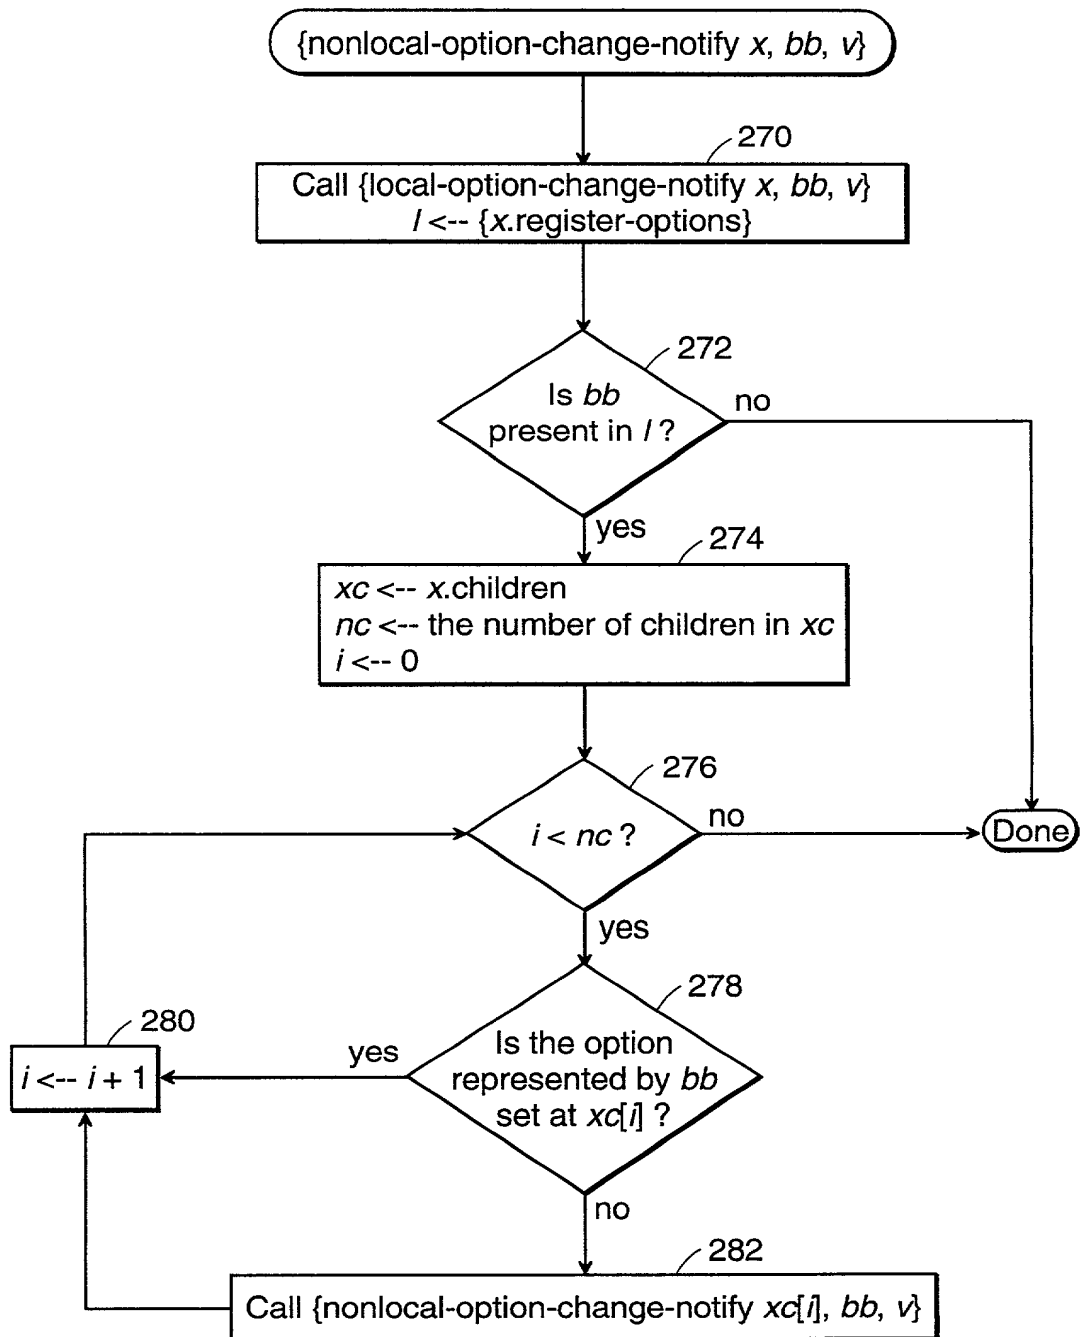 {nonlocal-option-change-notify x, bb, v}
270
Call {local-option-change-notify x, bb, v}
l <-- {x.register-options}
272
Is bb
present in l ?
no
yes
274
xc <-- x.children
nc <-- the number of children in xc
i <-- 0
276
i < nc ?
no
Done
yes
278
280
Is the option
represented by bb
set at xc[i] ?
yes
i <-- i + 1
no
282
Call {nonlocal-option-change-notify xc[i], bb, v}